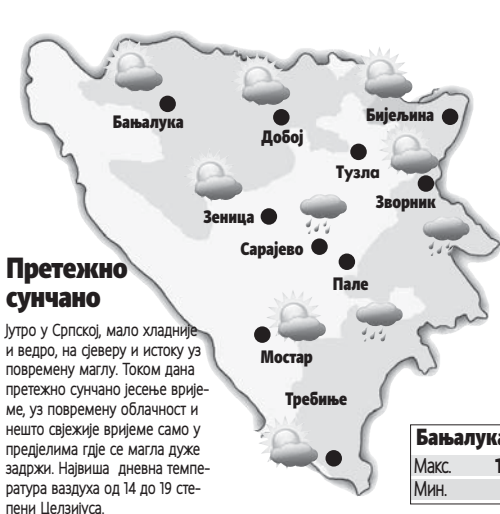 Бањалука
Добој
Бијељина
Тузла
Зворник
Зеница
Сарајево
Пале
Мостар
Требиње
Претежно
сунчано
Јутро у Српској, мало хладније
и ведро, на сјеверу и истоку уз
повремену маглу. Током дана
претежно сунчано јесење врије-
ме, уз повремену облачност и
нешто свјежије вријеме само у
предјелима гдје се магла дуже
задржи. Највиша дневна темпе-
ратура ваздуха од 14 до 19 сте-
пени Целзијуса.
Бањалука
Макс. 1
Мин.